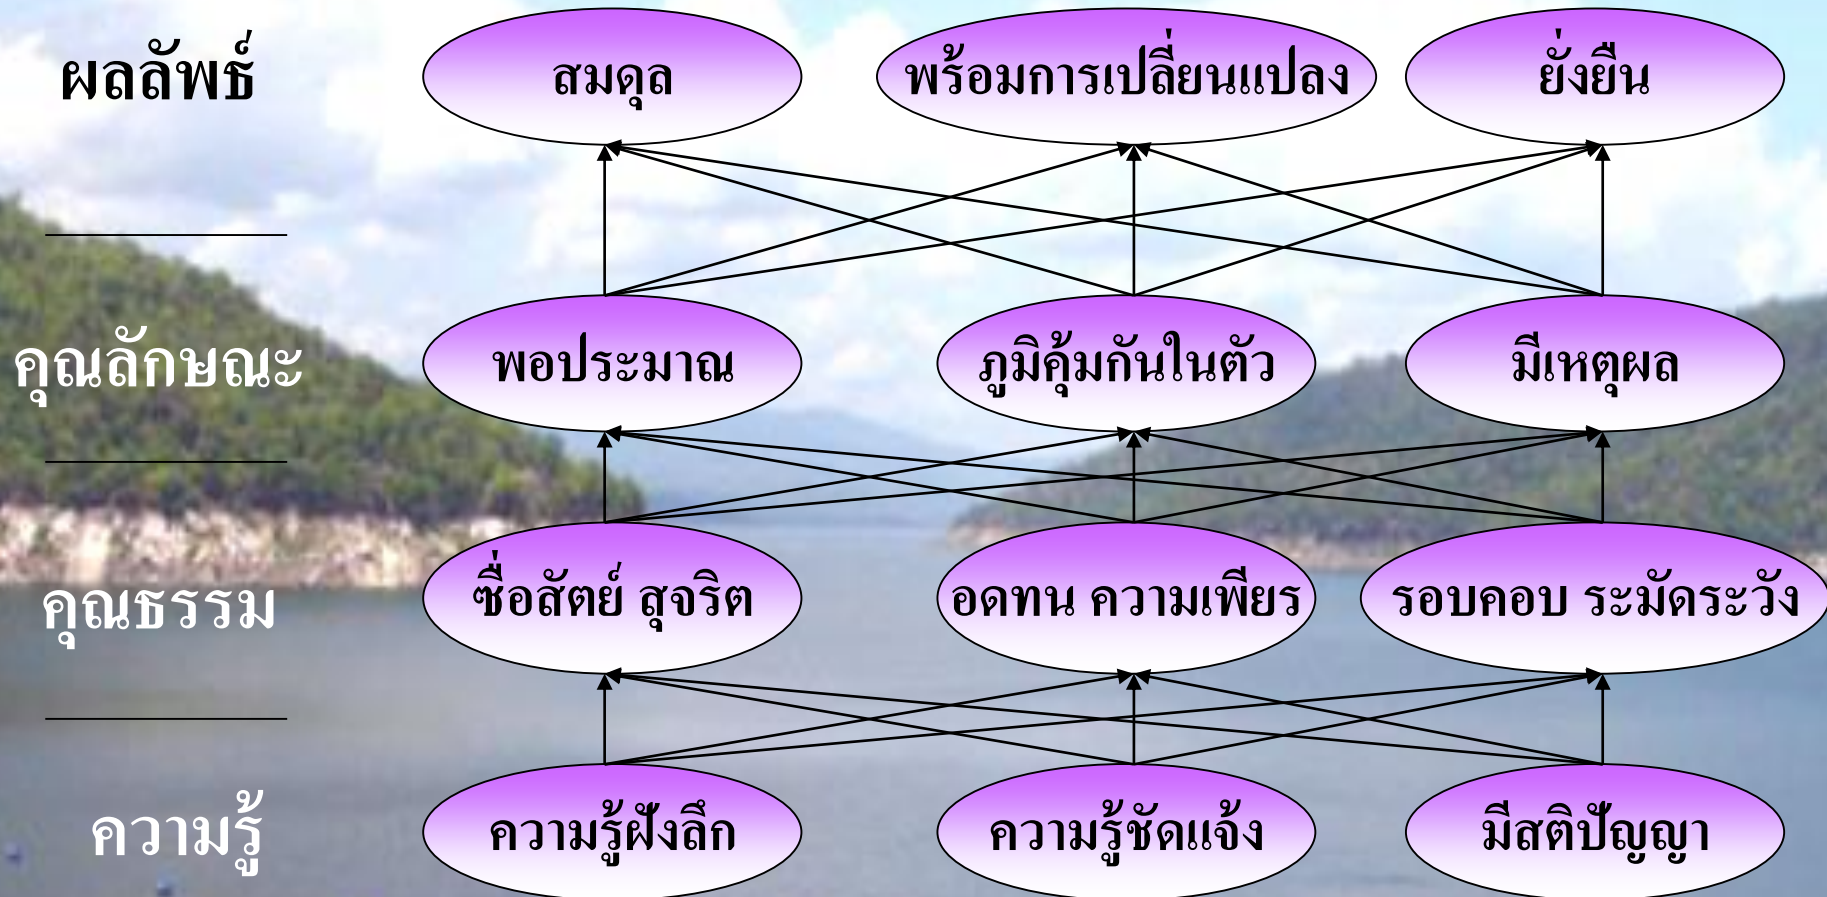 ผลลัพธ์ สมดุล พร้อมการเปลี่ยนแปลง ยั่งยืน
คุณลักษณะ พอประมาณ ภูมิคุ้มกันในตัว มีเหตุผล
คุณธรรม ซื่อสัตย์ สุจริต อดทน ความเพียร รอบคอบ ระมัดระวัง
ความรู้ ความรู้ฝังลึก ความรู้ชัดแจ้ง มีสติปัญญา